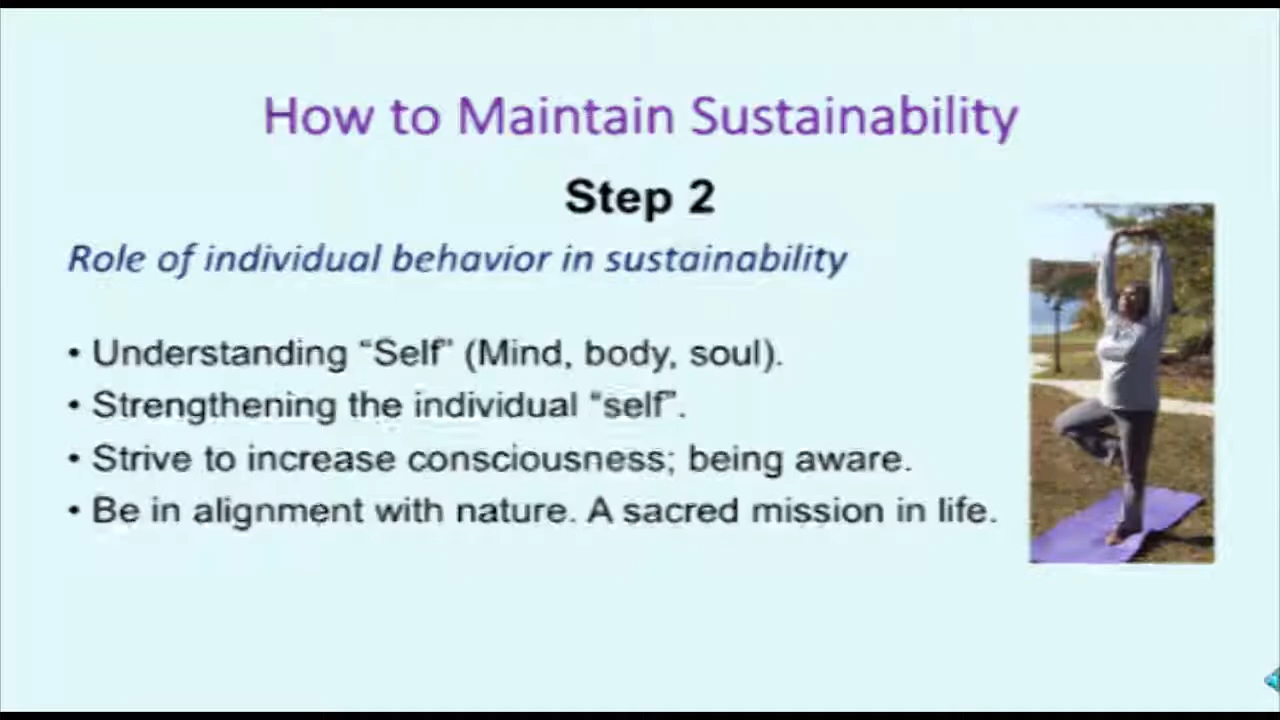 How to Maintain Sustainability
Step 2
Role of individual behavior in sustainability
• Understanding “Self” (Mind, body, soul).
• Strengthening the individual “self”.
• Strive to increase consciousness; being aware.
• Be in alignment with nature. A sacred mission in life.